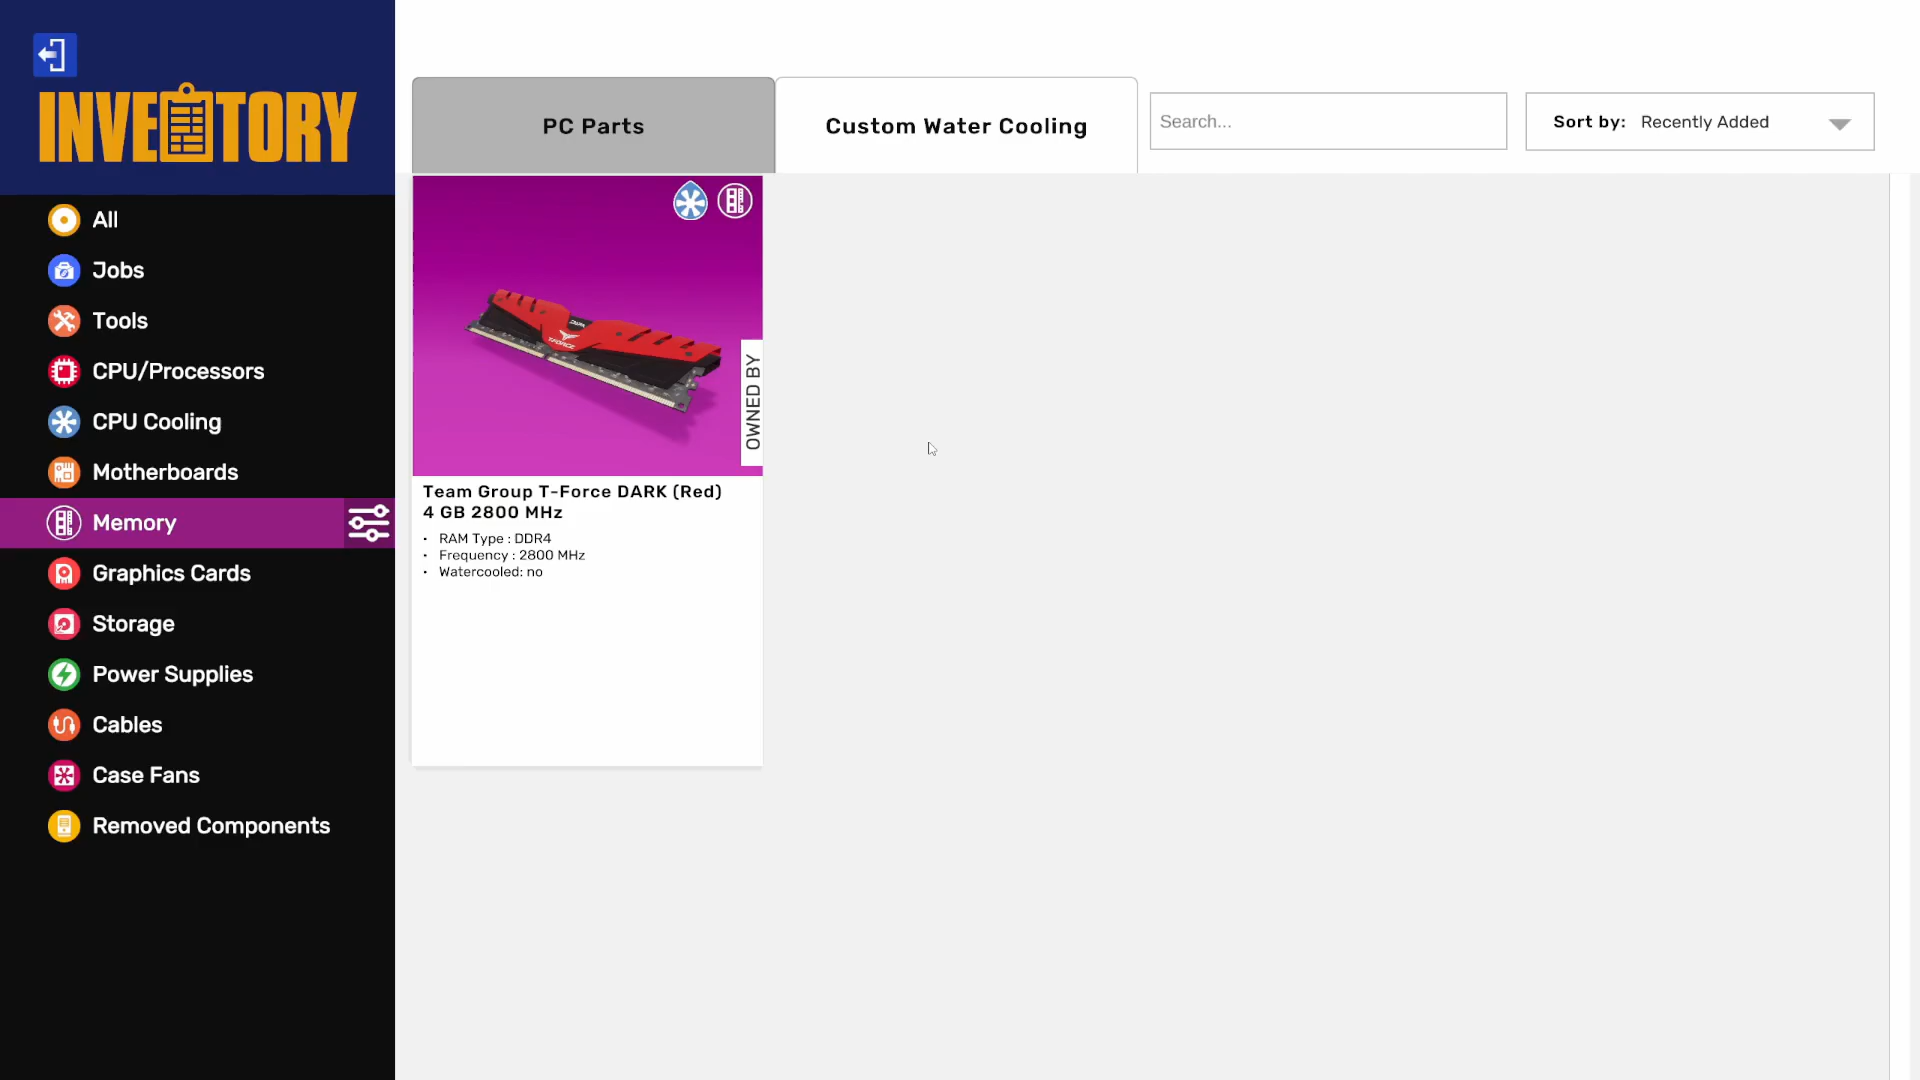 INVENTORY
PC Parts
Custom Water Cooling
Search...
Sort by: Recently Added
All
Jobs
Tools
CPU/Processors
CPU Cooling
Motherboards
Memory
Graphics Cards
Storage
Power Supplies
Cables
Case Fans
Removed Components
T-FORCE
OWNED BY
Team Group T-Force DARK (Red)
4 GB 2800 MHz
• RAM Type : DDR4
• Frequency : 2800 MHz
• Watercooled: no